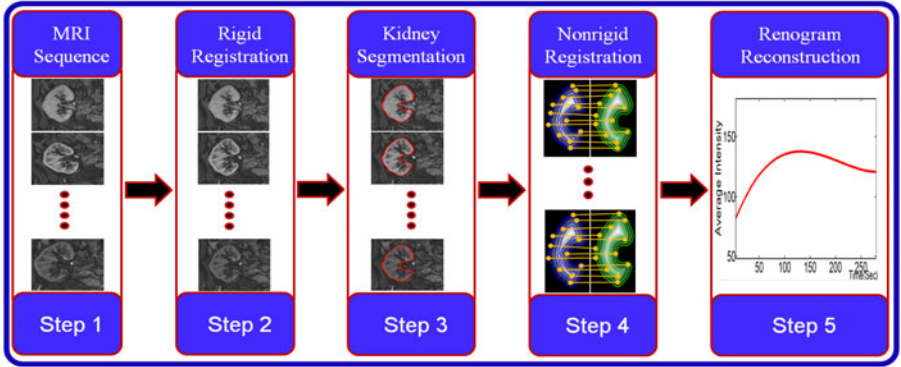 MRI
Sequence
Rigid
Registration
Kidney
Segmentation
Nonrigid
Registration
Renogram
Reconstruction
Average Intensity
150
100
50
50 100 150 200 250
Time(Sec)
Step 1
Step 2
Step 3
Step 4
Step 5